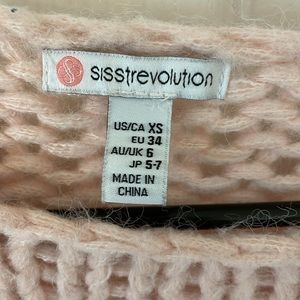 sisstrevolution
US/CA XS
EU 34
AU/UK 6
JP 5-7
MADE IN
CHINA